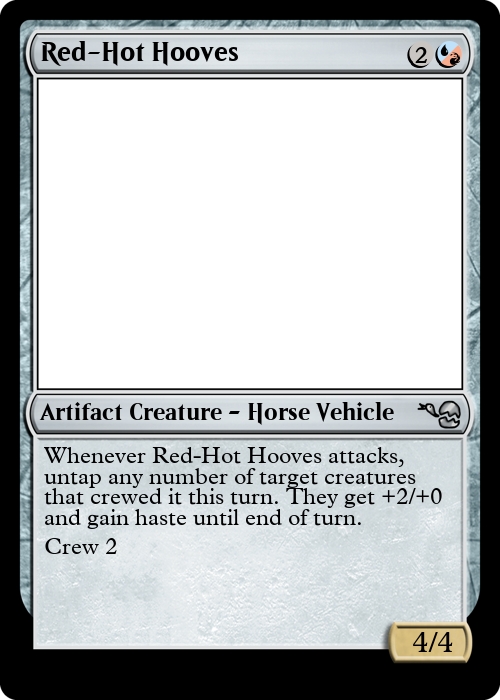 Red-Hot Hooves 2
Artifact Creature – Horse Vehicle
Whenever Red-Hot Hooves attacks,
untap any number of target creatures
that crewed it this turn. They get +2/+0
and gain haste until end of turn.
Crew 2
4/4